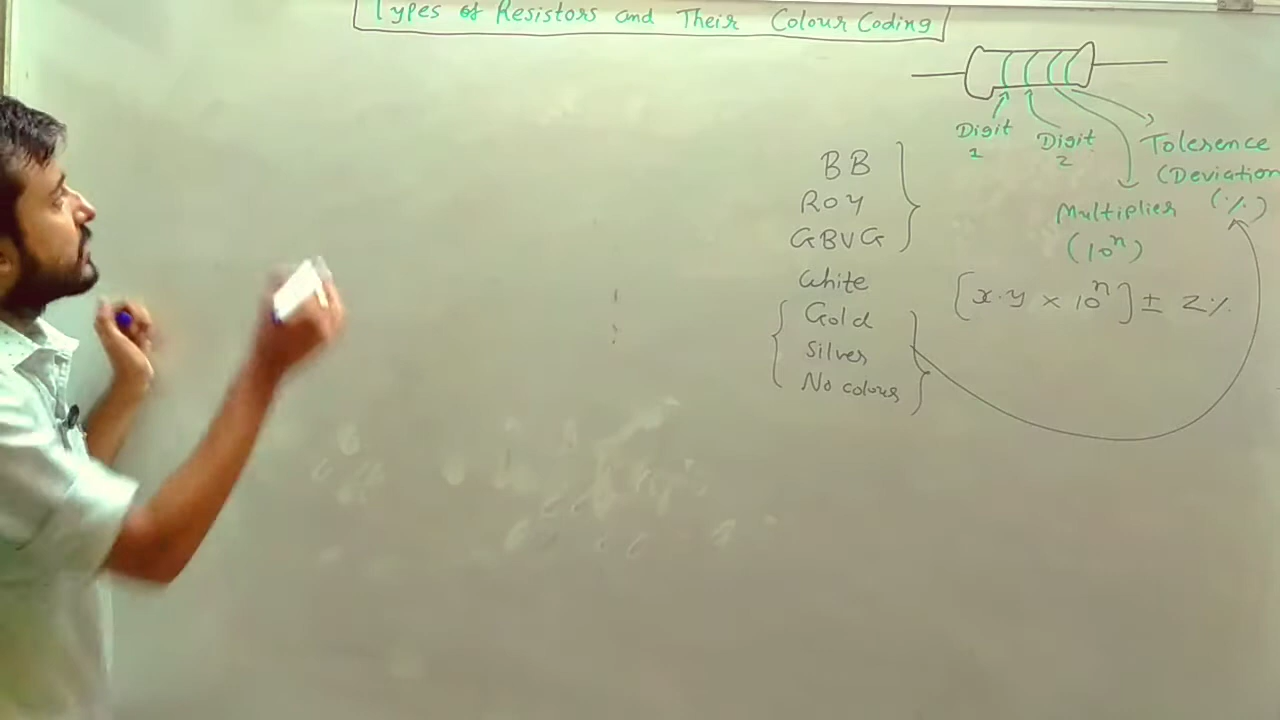 Types of Resistors and Their Colour Coding
Digit
1
Digit
2
Tolerence
(Deviation
(%)
Multiplier
(10ⁿ)
BB
ROY
GBVG
White
Gold
Silver
No colour
[x.y × 10ⁿ] ± Z%